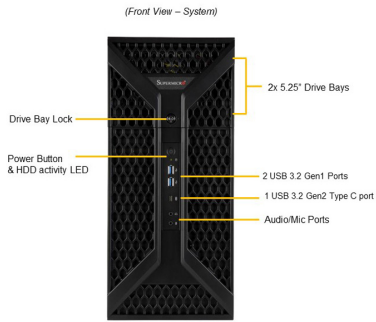 (Front View – System)
SUPERMICRO
2x 5.25" Drive Bays
Drive Bay Lock
Power Button
& HDD activity LED
2 USB 3.2 Gen1 Ports
1 USB 3.2 Gen2 Type C port
Audio/Mic Ports